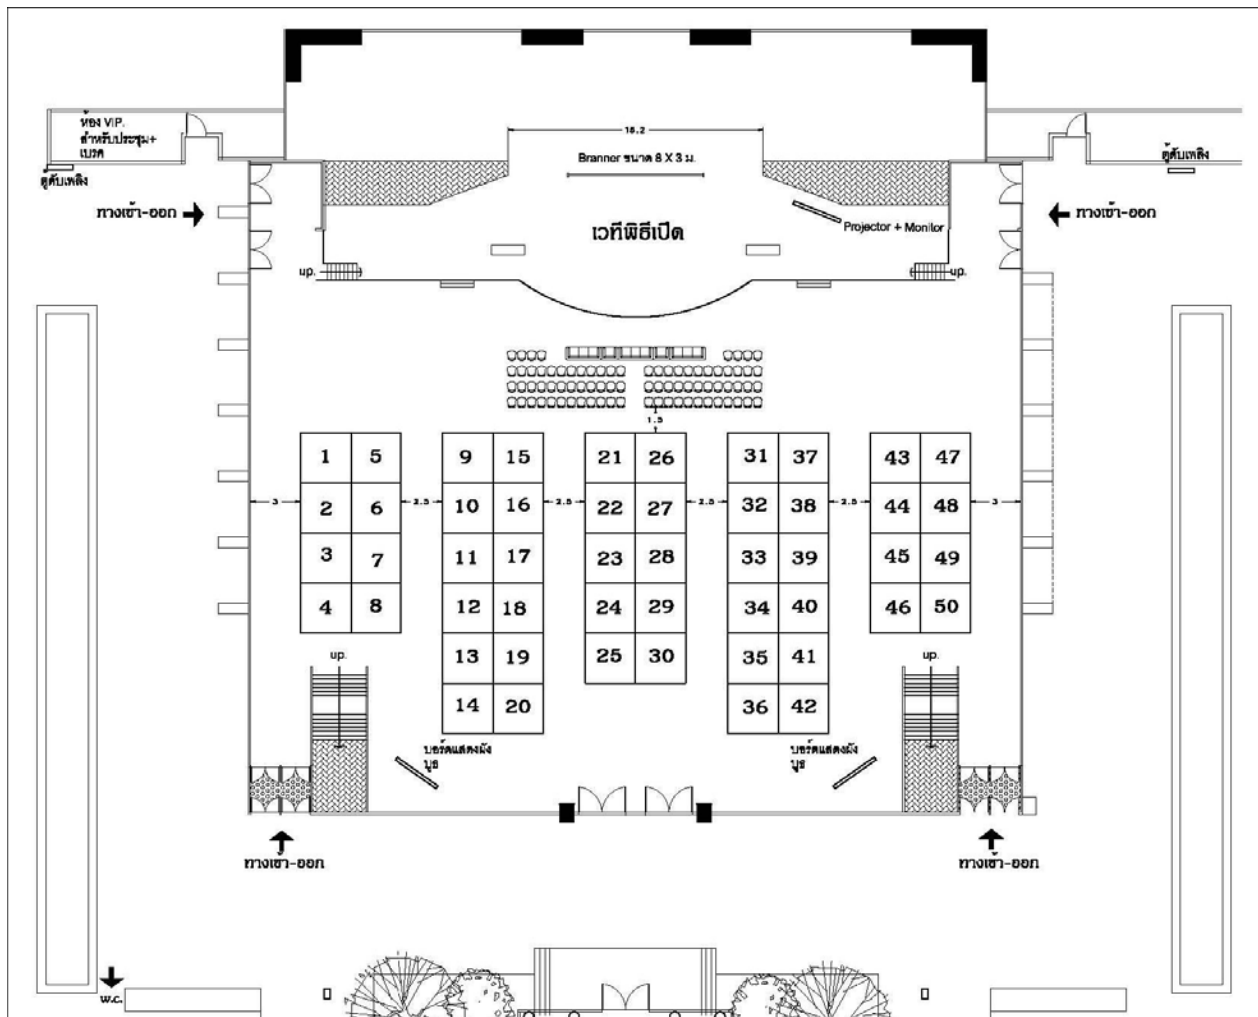 15.2
ห้อง VIP.
สำหรับประชุม+
เบรค
Branner ขนาด 8 X 3 ม.
ตู้ดับเพลิง
ตู้ดับเพลิง
ทางเข้า-ออก
ทางเข้า-ออก
Projector + Monitor
เวทีพิธีเปิด
up.
up.
1.5
1 5 9 15 21 26 31 37 43 47
3 2.5 2.5 2.5 2.5 3
2 6 10 16 22 27 32 38 44 48
3 7 11 17 23 28 33 39 45 49
4 8 12 18 24 29 34 40 46 50
up. 13 19 25 30 35 41 up.
14 20 36 42
บอร์ดแสดงผัง
บูธ
บอร์ดแสดงผัง
บูธ
ทางเข้า-ออก
ทางเข้า-ออก
w.c.